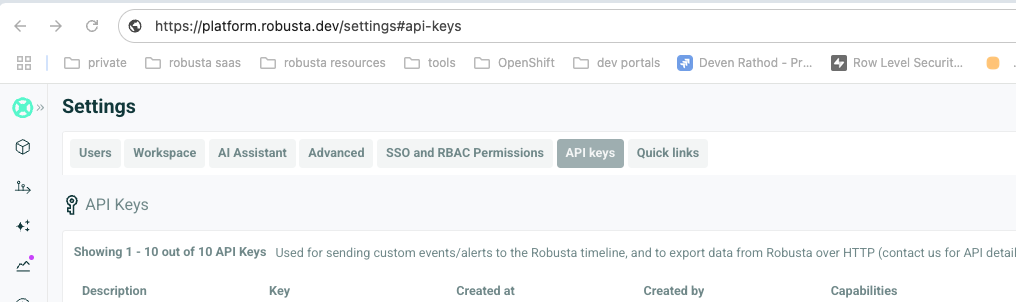 https://platform.robusta.dev/settings#api-keys
private robusta saas robusta resources tools OpenShift dev portals Deven Rathod - Pr... Row Level Securit...
Settings
Users Workspace AI Assistant Advanced SSO and RBAC Permissions API keys Quick links
API Keys
Showing 1 - 10 out of 10 API Keys Used for sending custom events/alerts to the Robusta timeline, and to export data from Robusta over HTTP (contact us for API detail
Description Key Created at Created by Capabilities